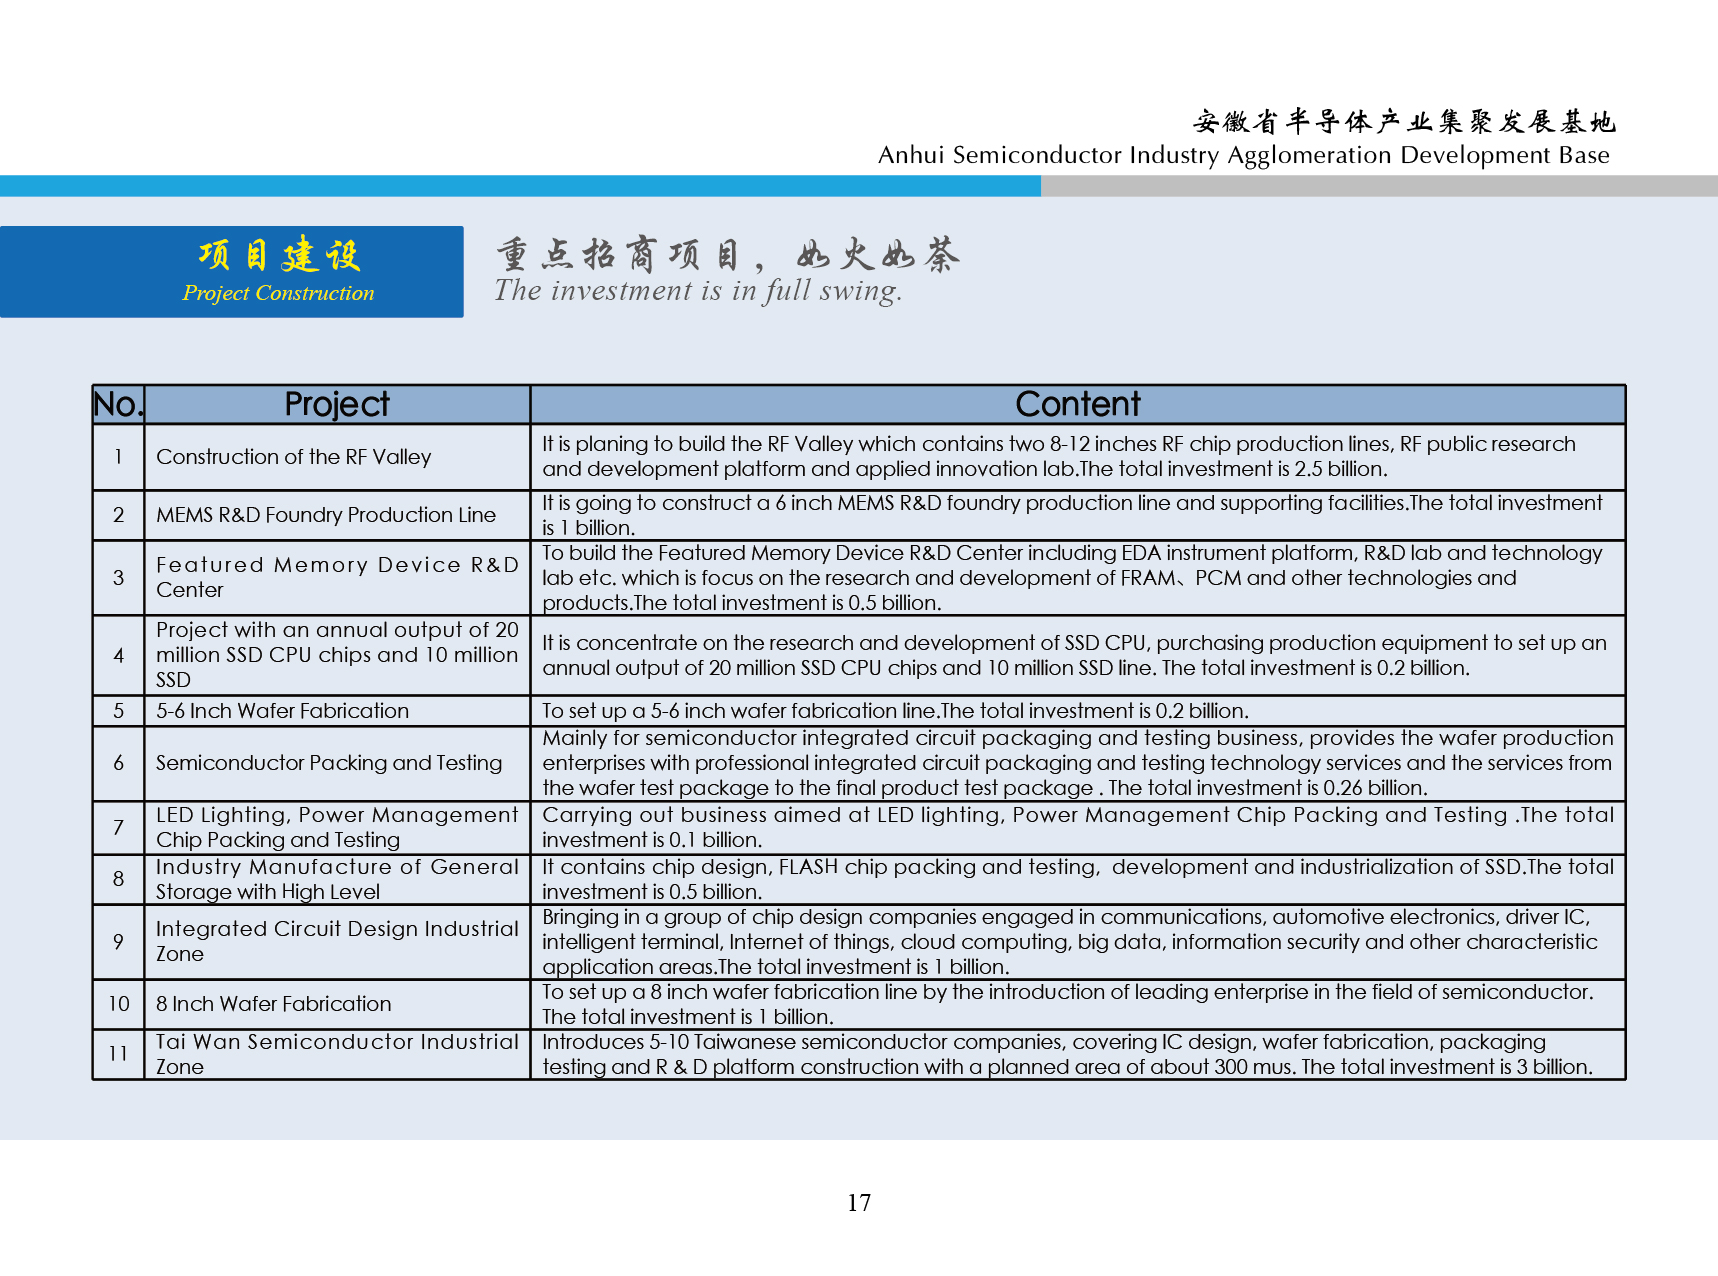 安徽省半导体产业集聚发展基地
Anhui Semiconductor Industry Agglomeration Development Base
项目建设
Project Construction
重点招商项目，如火如荼
The investment is in full swing.
No. Project Content
1 Construction of the RF Valley
It is planing to build the RF Valley which contains two 8-12 inches RF chip production lines, RF public research
and development platform and applied innovation lab.The total investment is 2.5 billion.
2 MEMS R&D Foundry Production Line
It is going to construct a 6 inch MEMS R&D foundry production line and supporting facilities.The total investment
is 1 billion.
3
Featured Memory Device R&D
Center
To build the Featured Memory Device R&D Center including EDA instrument platform, R&D lab and technology
lab etc. which is focus on the research and development of FRAM、PCM and other technologies and
products.The total investment is 0.5 billion.
4
Project with an annual output of 20
million SSD CPU chips and 10 million
SSD
It is concentrate on the research and development of SSD CPU, purchasing production equipment to set up an
annual output of 20 million SSD CPU chips and 10 million SSD line. The total investment is 0.2 billion.
5 5-6 Inch Wafer Fabrication To set up a 5-6 inch wafer fabrication line.The total investment is 0.2 billion.
6 Semiconductor Packing and Testing
Mainly for semiconductor integrated circuit packaging and testing business, provides the wafer production
enterprises with professional integrated circuit packaging and testing technology services and the services from
the wafer test package to the final product test package . The total investment is 0.26 billion.
7
LED Lighting, Power Management
Chip Packing and Testing
Carrying out business aimed at LED lighting, Power Management Chip Packing and Testing .The total
investment is 0.1 billion.
8
Industry Manufacture of General
Storage with High Level
It contains chip design, FLASH chip packing and testing, development and industrialization of SSD.The total
investment is 0.5 billion.
9
Integrated Circuit Design Industrial
Zone
Bringing in a group of chip design companies engaged in communications, automotive electronics, driver IC,
intelligent terminal, Internet of things, cloud computing, big data, information security and other characteristic
application areas.The total investment is 1 billion.
10 8 Inch Wafer Fabrication
To set up a 8 inch wafer fabrication line by the introduction of leading enterprise in the field of semiconductor.
The total investment is 1 billion.
11
Tai Wan Semiconductor Industrial
Zone
Introduces 5-10 Taiwanese semiconductor companies, covering IC design, wafer fabrication, packaging
testing and R & D platform construction with a planned area of about 300 mus. The total investment is 3 billion.
17